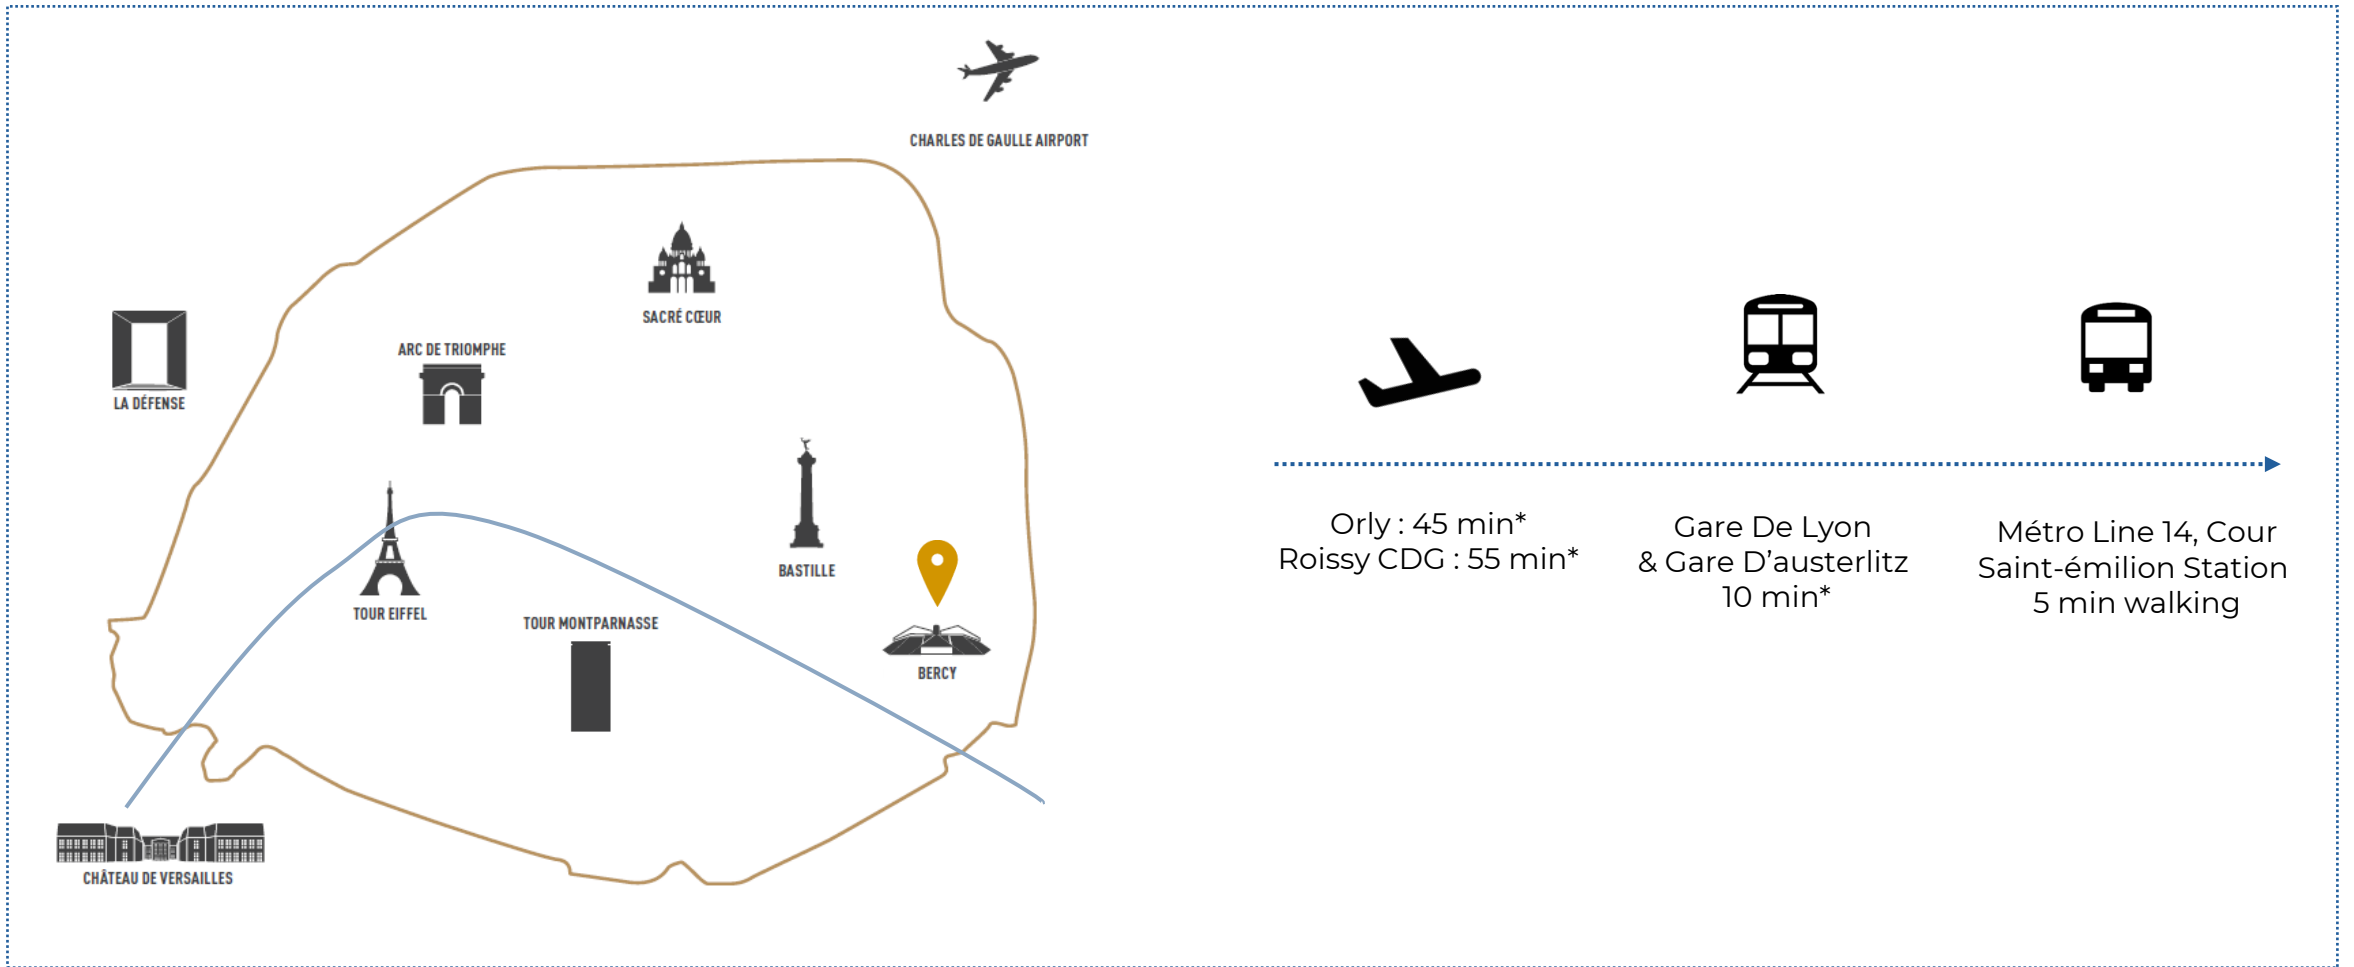 CHARLES DE GAULLE AIRPORT
SACRÉ CŒUR
ARC DE TRIOMPHE
LA DÉFENSE
BASTILLE
TOUR EIFFEL
TOUR MONTPARNASSE
BERCY
CHÂTEAU DE VERSAILLES
Orly : 45 min*
Roissy CDG : 55 min*
Gare De Lyon
& Gare D’austerlitz
10 min*
Métro Line 14, Cour
Saint-émilion Station
5 min walking